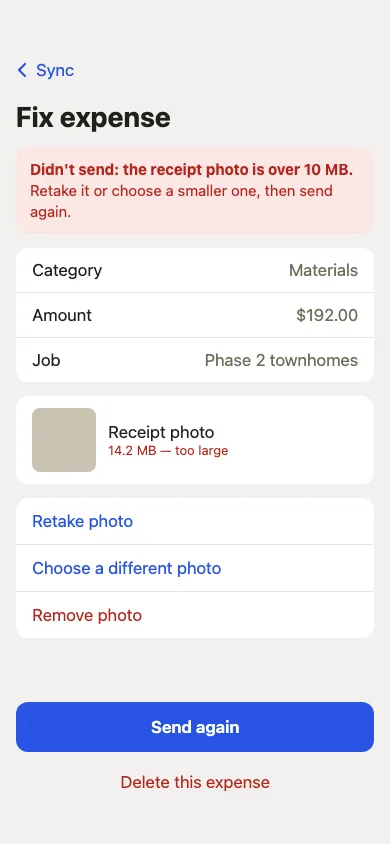 Sync
Fix expense
Didn't send: the receipt photo is over 10 MB.
Retake it or choose a smaller one, then send
again.
Category Materials
Amount $192.00
Job Phase 2 townhomes
Receipt photo
14.2 MB — too large
Retake photo
Choose a different photo
Remove photo
Send again
Delete this expense